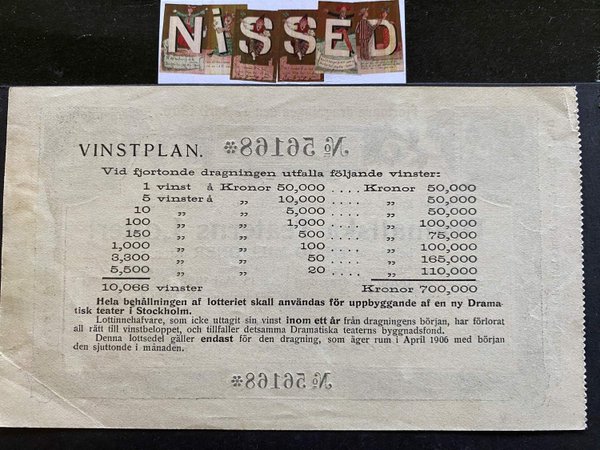 NiSSED
VINSTPLAN. № 56168*
Vid fjortonde dragningen utfalla följande vinster:
1 vinst à Kronor 50,000 .... Kronor 50,000
5 vinster à „ 10,000 .... „ 50,000
10 „ „ 5,000 .... „ 50,000
100 „ „ 1,000 .... „ 100,000
150 „ „ 500 .... „ 75,000
1,000 „ „ 100 .... „ 100,000
3,300 „ „ 50 .... „ 165,000
5,500 „ „ 20 .... „ 110,000
10,066 vinster Kronor 700,000
Hela behållningen af lotteriet skall användas för uppbyggande af en ny Drama-
tisk teater i Stockholm.
Lottinnehafvare, som icke uttagit sin vinst inom ett år från dragningens början, har förlorat
all rätt till vinstbeloppet, och tillfaller detsamma Dramatiska teaterns byggnadsfond.
Denna lottsedel gäller endast för den dragning, som äger rum i April 1906 med början
den sjuttonde i månaden.
№ 56168*